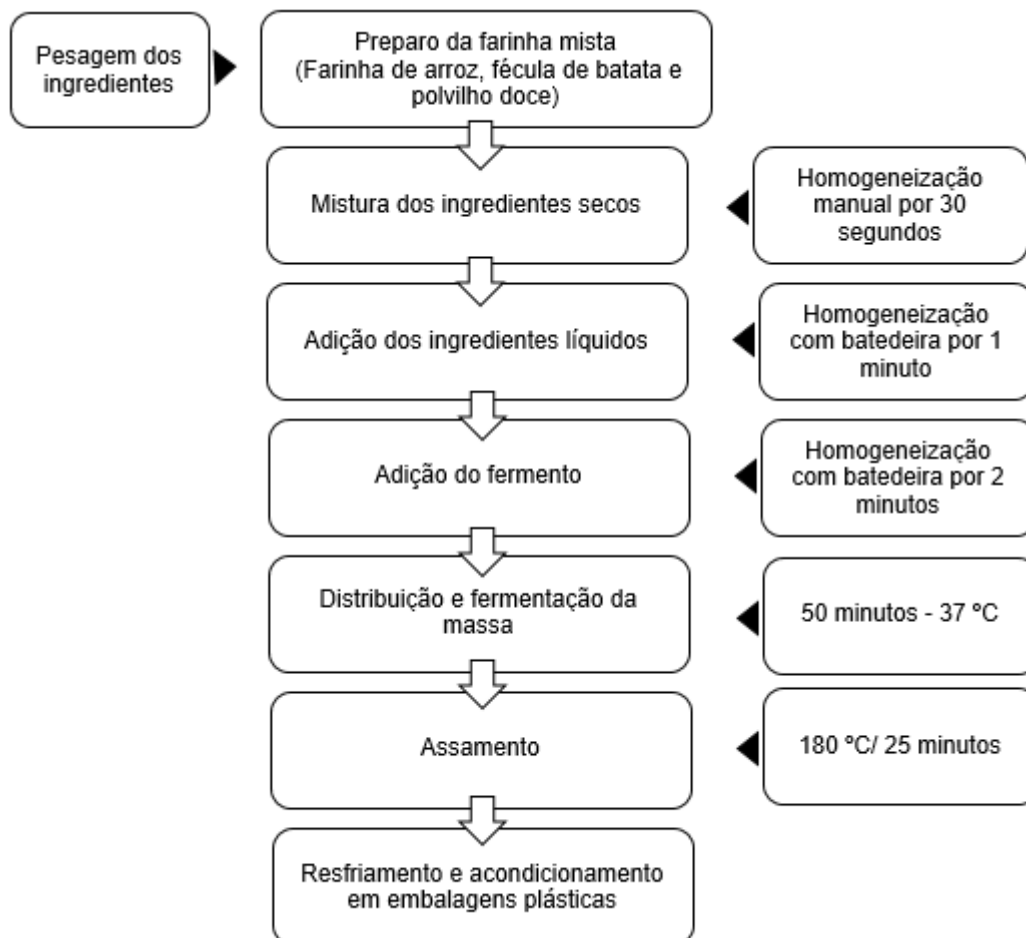 Pesagem dos
ingredientes
Preparo da farinha mista
(Farinha de arroz, fécula de batata e
polvilho doce)
Mistura dos ingredientes secos
Homogeneização
manual por 30
segundos
Adição dos ingredientes líquidos
Homogeneização
com batedeira por 1
minuto
Adição do fermento
Homogeneização
com batedeira por 2
minutos
Distribuição e fermentação da
massa
50 minutos - 37 ºC
Assamento
180 ºC/ 25 minutos
Resfriamento e acondicionamento
em embalagens plásticas